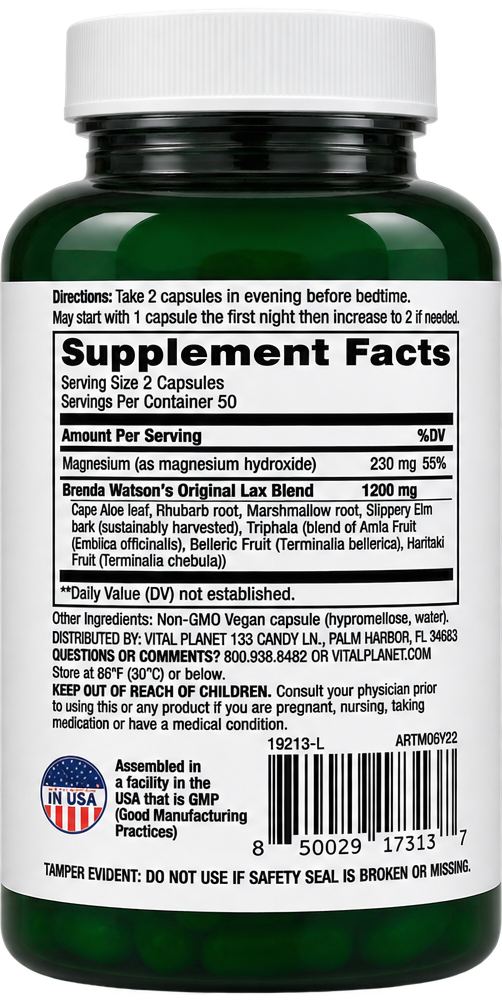 Directions: Take 2 capsules in evening before bedtime.
May start with 1 capsule the first night then increase to 2 if needed.
Supplement Facts
Serving Size 2 Capsules
Servings Per Container 50
Amount Per Serving %DV
Magnesium (as magnesium hydroxide) 230 mg 55%
Brenda Watson's Original Lax Blend 1200 mg
Cape Aloe leaf, Rhubarb root, Marshmallow root, Slippery Elm
bark (sustainably harvested), Triphala (blend of Amla Fruit
(Emblica officinalls), Belleric Fruit (Terminalia bellerica), Haritaki
Fruit (Terminalia chebula))
**Daily Value (DV) not established.
Other Ingredients: Non-GMO Vegan capsule (hypromellose, water).
DISTRIBUTED BY: VITAL PLANET 133 CANDY LN., PALM HARBOR, FL 34683
QUESTIONS OR COMMENTS? 800.938.8482 OR VITALPLANET.COM
Store at 86°F (30°C) or below.
KEEP OUT OF REACH OF CHILDREN. Consult your physician prior
to using this or any product if you are pregnant, nursing, taking
medication or have a medical condition.
19213-L ARTM06Y22
IN USA
Assembled in
a facility in the
USA that is GMP
(Good Manufacturing
Practices)
8 50029 17313 7
TAMPER EVIDENT: DO NOT USE IF SAFETY SEAL IS BROKEN OR MISSING.